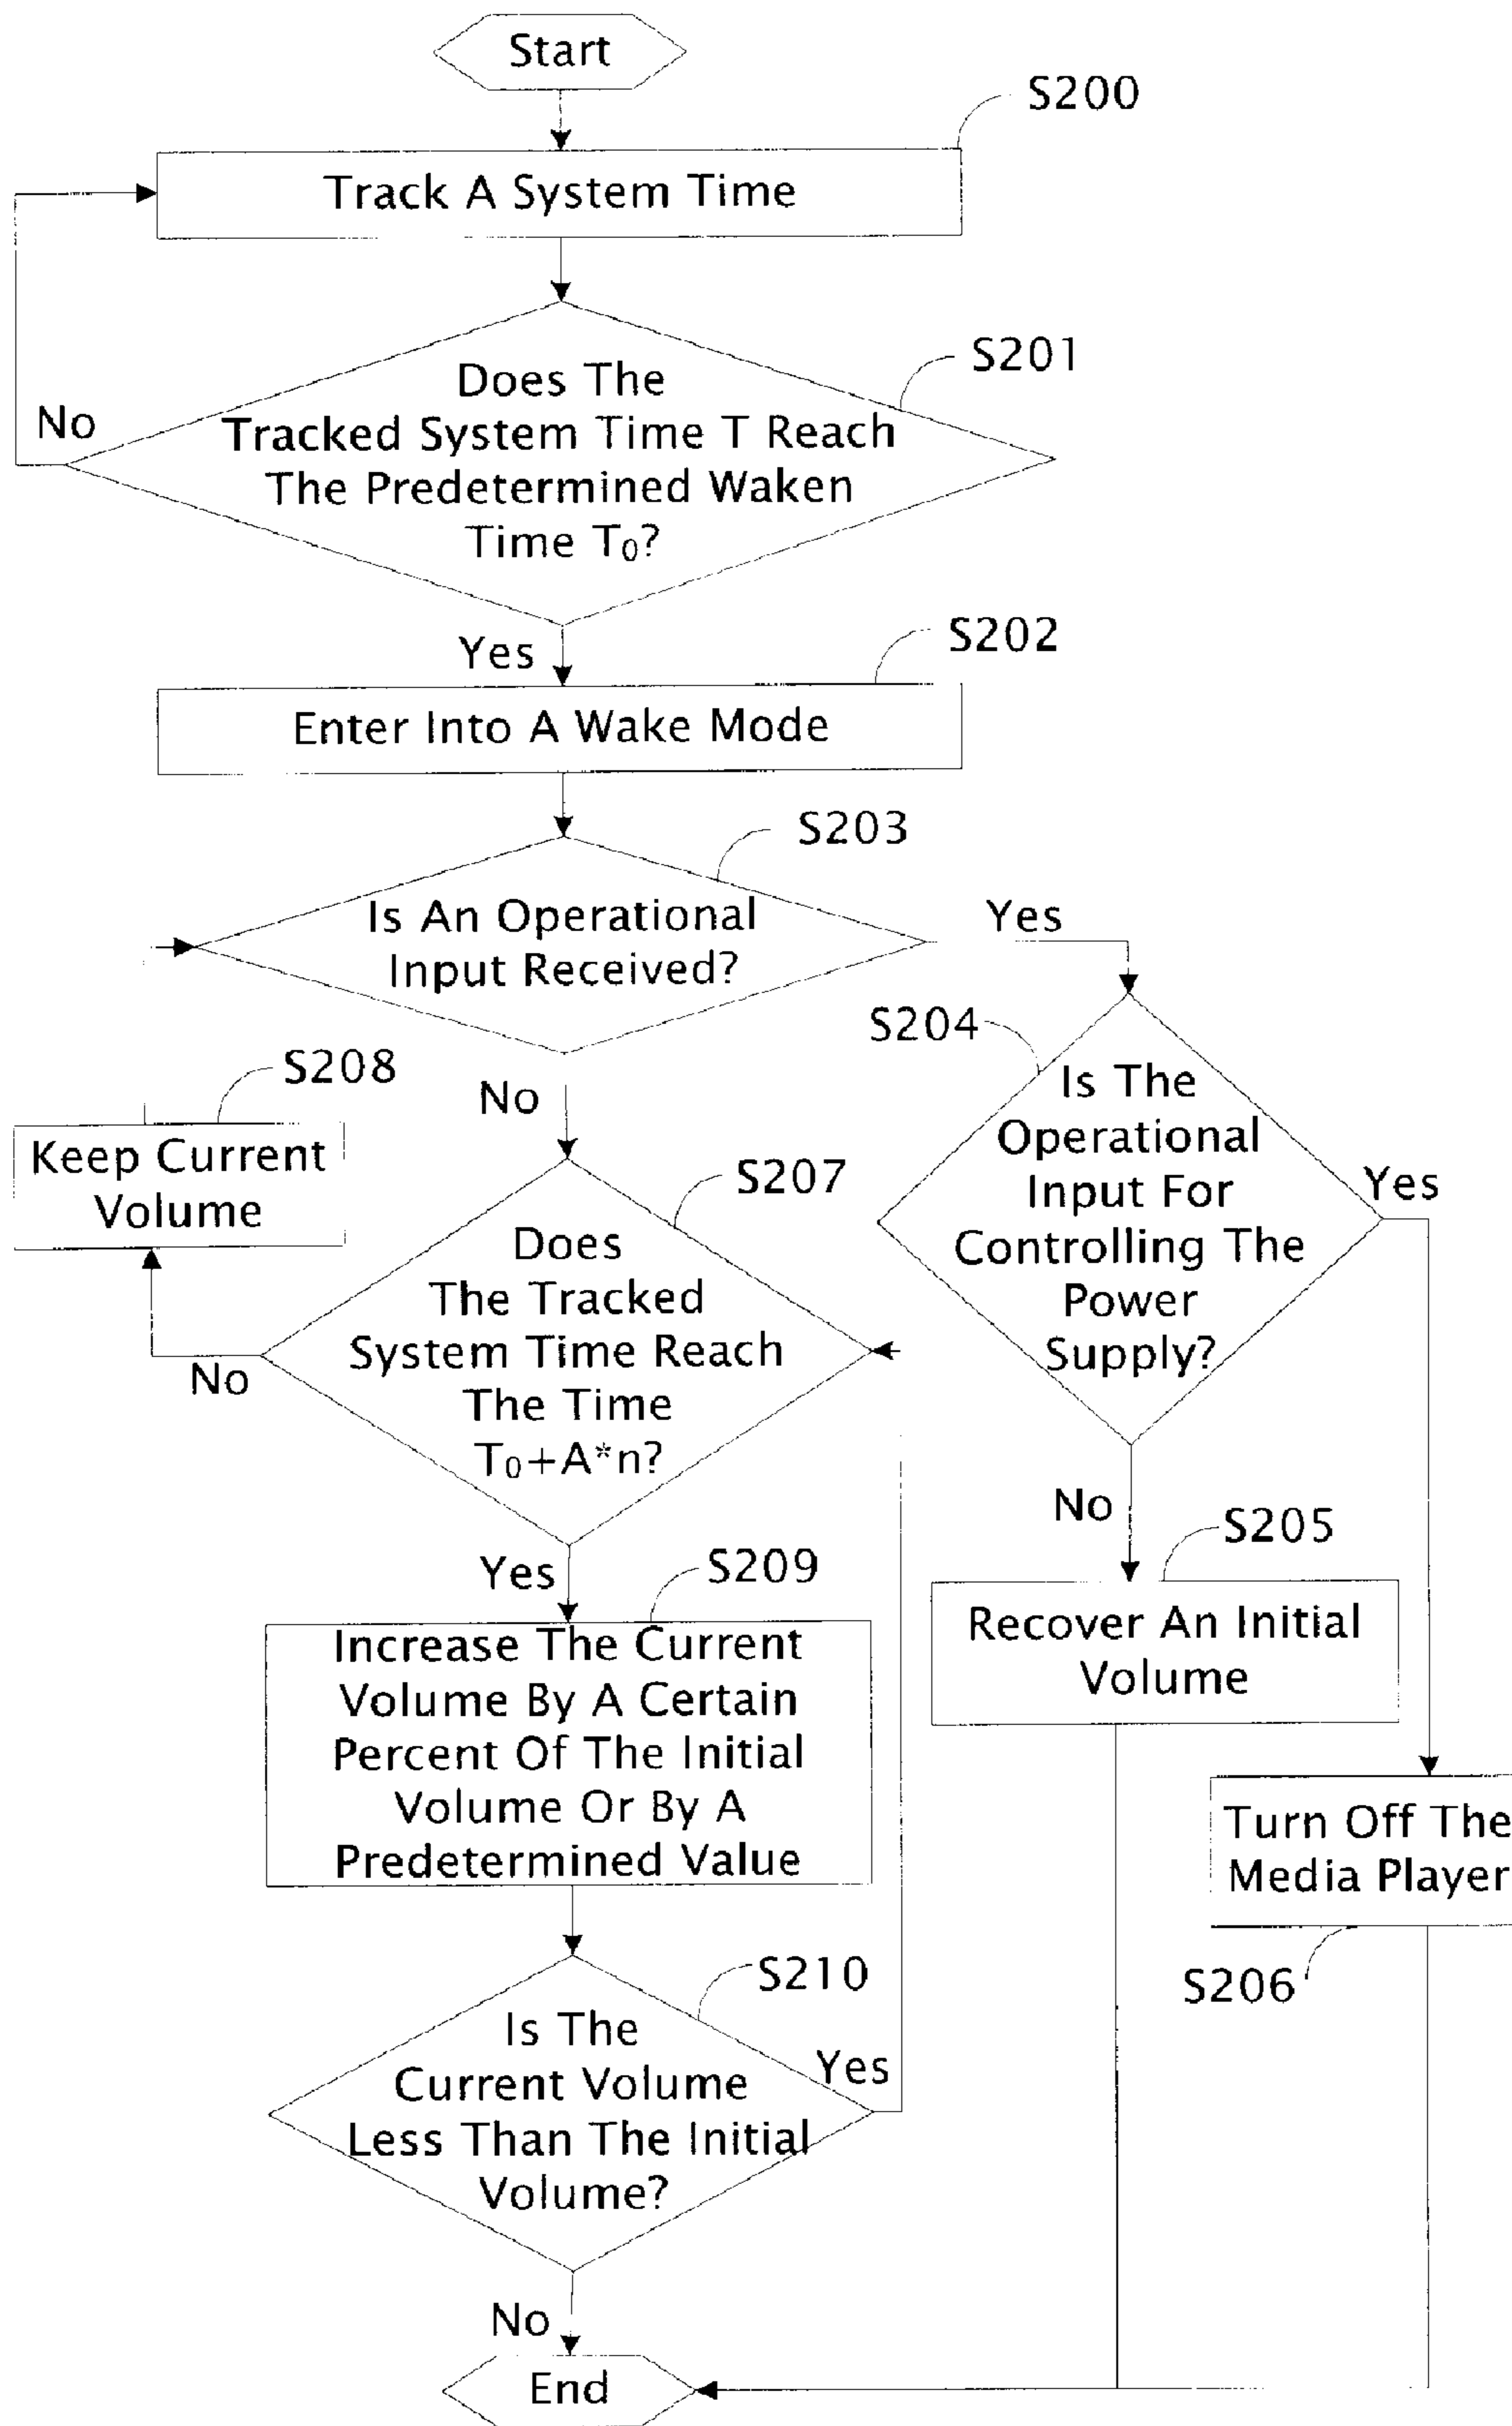 Start
S200
Track A System Time
S201
Does The
Tracked System Time T Reach
The Predetermined Waken
Time T₀?
No
Yes
S202
Enter Into A Wake Mode
S203
Is An Operational
Input Received?
Yes
No
S204
Is The
Operational
Input For
Controlling The
Power
Supply?
Yes
No
S208
Keep Current
Volume
S207
Does
The Tracked
System Time Reach
The Time
T₀+A*n?
No
Yes
S205
Recover An Initial
Volume
S209
Increase The Current
Volume By A Certain
Percent Of The Initial
Volume Or By A
Predetermined Value
Turn Off The
Media Player
S206
S210
Is The
Current Volume
Less Than The Initial
Volume?
Yes
No
End